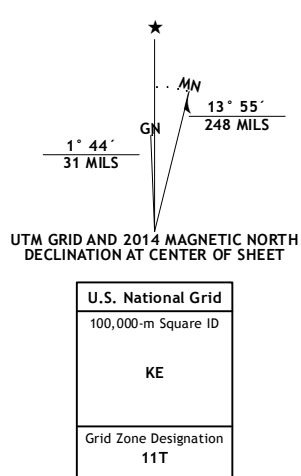 ★
MN
GN
13° 55´
248 MILS
1° 44´
31 MILS
UTM GRID AND 2014 MAGNETIC NORTH
DECLINATION AT CENTER OF SHEET
U.S. National Grid
100,000-m Square ID
KE
Grid Zone Designation
11T